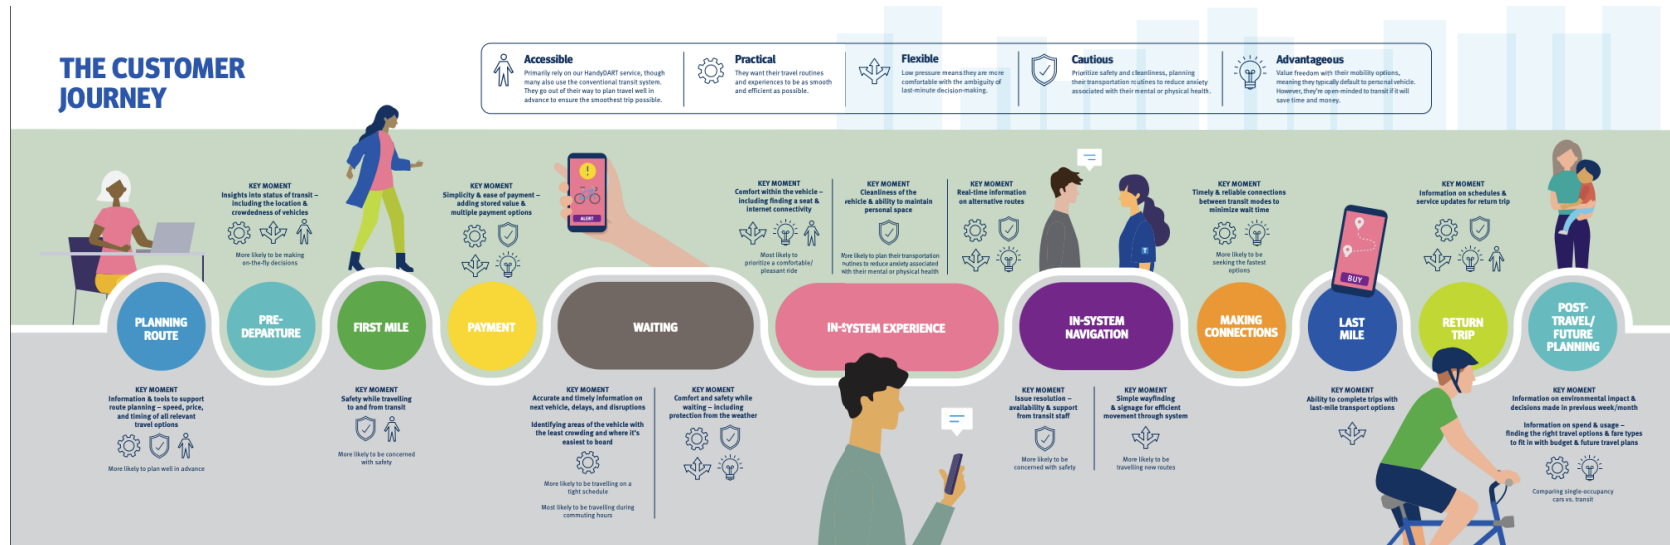 THE CUSTOMER
JOURNEY
Accessible
Primarily rely on our HandyDART service, though
many also use the conventional transit system.
They go out of their way to plan travel well in
advance to ensure the smoothest trip possible.
Practical
They want their travel routines
and experiences to be as smooth
and efficient as possible.
Flexible
Low pressure means they are more
comfortable with the ambiguity of
last-minute decision-making.
Cautious
Prioritize safety and cleanliness, planning
their transportation routines to reduce anxiety
associated with their mental or physical health.
Advantageous
Value freedom with their mobility options,
meaning they typically default to personal vehicle.
However, they're open-minded to transit if it will
save time and money.
PLANNING
ROUTE
KEY MOMENT
Information & tools to support
route planning – speed, price,
and timing of all relevant
travel options
More likely to plan well in advance
KEY MOMENT
Insights into status of transit –
including the location &
crowdedness of vehicles
More likely to be making
on-the-fly decisions
PRE-
DEPARTURE
FIRST MILE
KEY MOMENT
Safety while travelling
to and from transit
More likely to be concerned
with safety
KEY MOMENT
Simplicity & ease of payment –
adding stored value &
multiple payment options
PAYMENT
!
ALERT
WAITING
KEY MOMENT
Accurate and timely information on
next vehicle, delays, and disruptions
Identifying areas of the vehicle with
the least crowding and where it's
easiest to board
More likely to be travelling on a
tight schedule
Most likely to be travelling during
commuting hours
KEY MOMENT
Comfort and safety while
waiting – including
protection from the weather
KEY MOMENT
Comfort within the vehicle –
including finding a seat &
internet connectivity
Most likely to
prioritize a comfortable/
pleasant ride
KEY MOMENT
Cleanliness of the
vehicle & ability to maintain
personal space
More likely to plan their transportation
routines to reduce anxiety associated
with their mental or physical health
KEY MOMENT
Real-time information
on alternative routes
IN-SYSTEM EXPERIENCE
T
IN-SYSTEM
NAVIGATION
KEY MOMENT
Issue resolution –
availability & support
from transit staff
More likely to be
concerned with safety
KEY MOMENT
Simple wayfinding
& signage for efficient
movement through system
More likely to be
travelling new routes
KEY MOMENT
Timely & reliable connections
between transit modes to
minimize wait time
More likely to be
seeking the fastest
options
MAKING
CONNECTIONS
BUY
LAST
MILE
KEY MOMENT
Ability to complete trips with
last-mile transport options
KEY MOMENT
Information on schedules &
service updates for return trip
RETURN
TRIP
POST-
TRAVEL/
FUTURE
PLANNING
KEY MOMENT
Information on environmental impact &
decisions made in previous week/month
Information on spend & usage –
finding the right travel options & fare types
to fit in with budget & future travel plans
Comparing single-occupancy
cars vs. transit